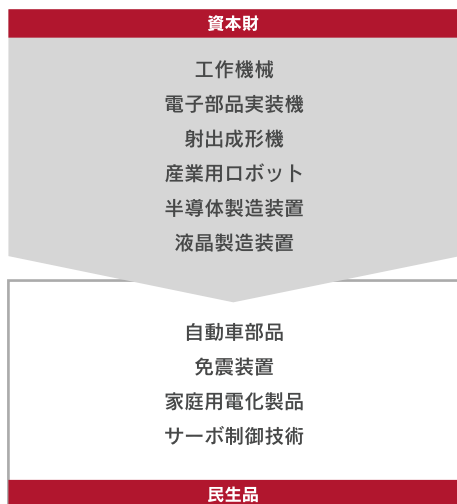 資本財
工作機械
電子部品実装機
射出成形機
産業用ロボット
半導体製造装置
液晶製造装置
自動車部品
免震装置
家庭用電化製品
サーボ制御技術
民生品